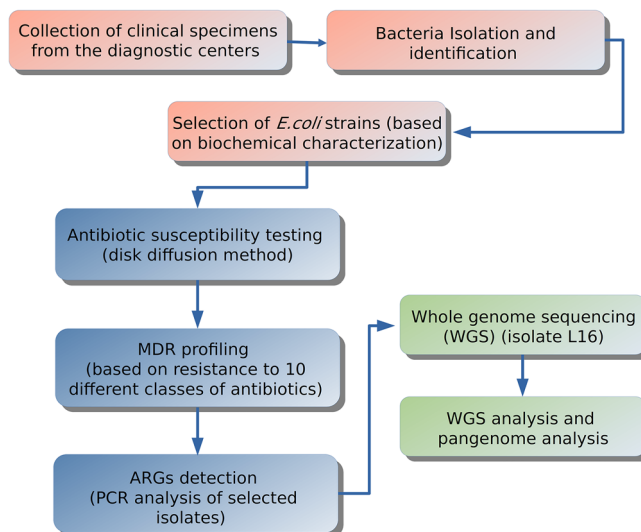 Collection of clinical specimens
from the diagnostic centers
Bacteria Isolation and
identification
Selection of E.coli strains (based
on biochemical characterization)
Antibiotic susceptibility testing
(disk diffusion method)
MDR profiling
(based on resistance to 10
different classes of antibiotics)
ARGs detection
(PCR analysis of selected
isolates)
Whole genome sequencing
(WGS) (isolate L16)
WGS analysis and
pangenome analysis